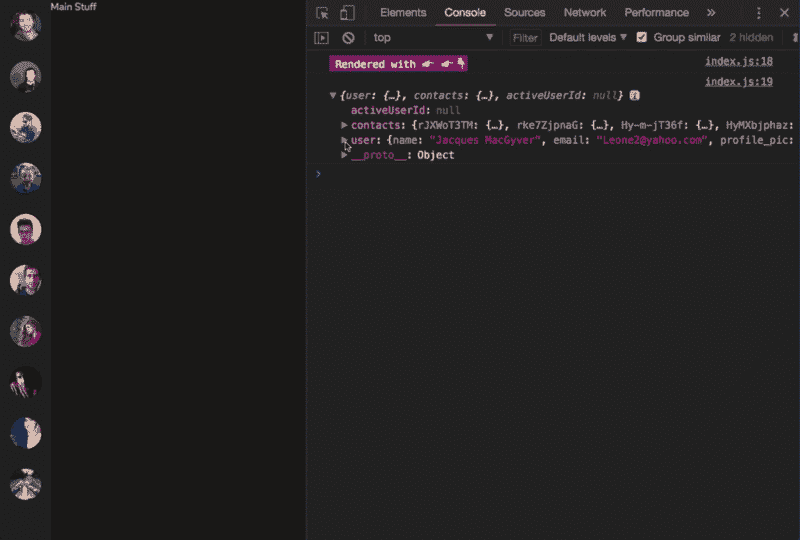 Main Stuff
Elements Console Sources Network Performance »
top Filter Default levels Group similar 2 hidden
Rendered with 👉 👉 👇 index.js:18
index.js:19
{user: {…}, contacts: {…}, activeUserId: null}
activeUserId: null
contacts: {rJXWoT3TM: {…}, rke7ZjpnaG: {…}, Hy-m-jT36f: {…}, HyMXbjphaz:
user: {name: "Jacques MacGyver", email: "Leone2@yahoo.com", profile_pic:
__proto__: Object